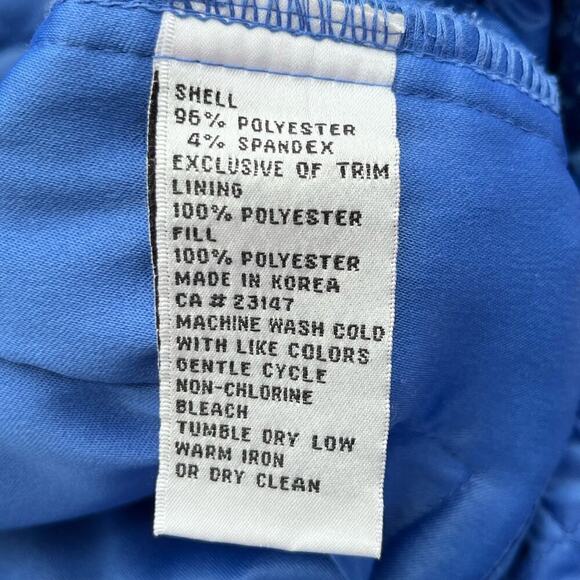 SHELL
96% POLYESTER
4% SPANDEX
EXCLUSIVE OF TRIM
LINING
100% POLYESTER
FILL
100% POLYESTER
MADE IN KOREA
CA # 23147
MACHINE WASH COLD
WITH LIKE COLORS
GENTLE CYCLE
NON-CHLORINE
BLEACH
TUMBLE DRY LOW
WARM IRON
OR DRY CLEAN